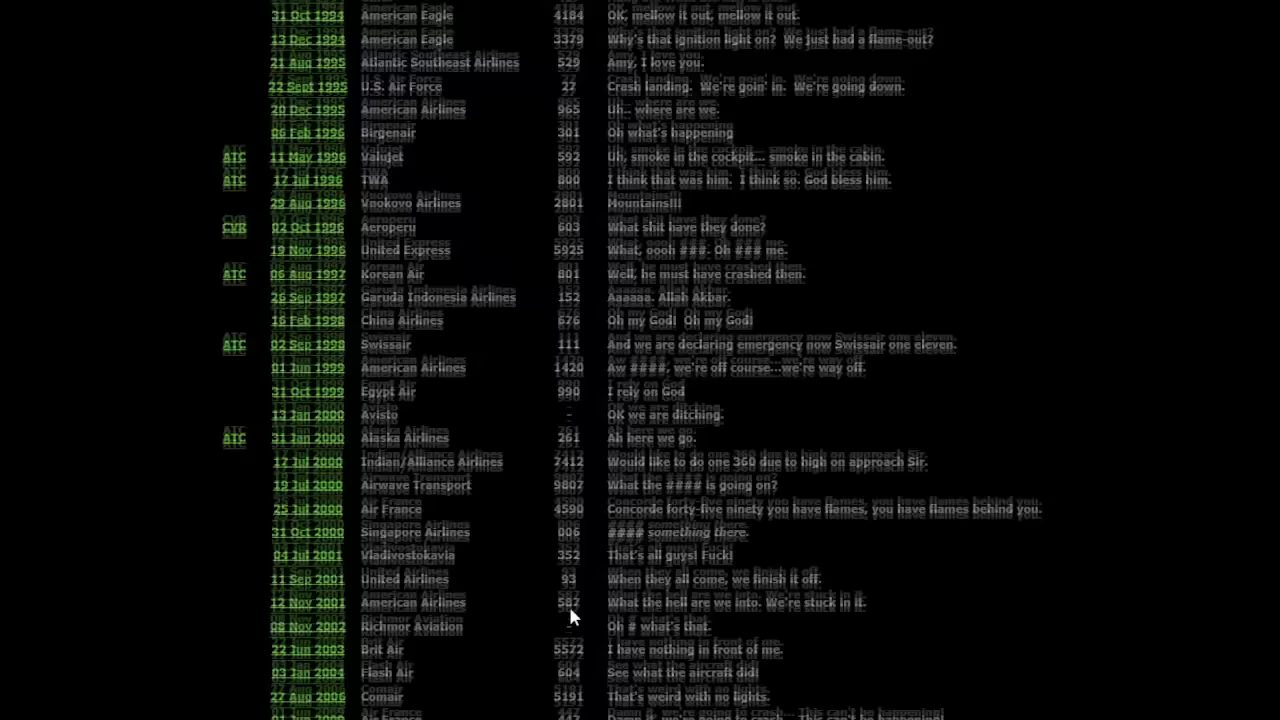 31 Oct 1994 American Eagle 4184 OK, mellow it out, mellow it out.
13 Dec 1994 American Eagle 3379 Why's that ignition light on? We just had a flame-out?
21 Aug 1995 Atlantic Southeast Airlines 529 Amy, I love you.
22 Sept 1995 U.S. Air Force 27 Crash landing. We're goin' in. We're going down.
20 Dec 1995 American Airlines 965 Uh.. where are we.
06 Feb 1996 Birgenair 301 Oh what's happening
ATC 11 May 1996 Valujet 592 Uh, smoke in the cockpit... smoke in the cabin.
ATC 17 Jul 1996 TWA 800 I think that was him. I think so. God bless him.
29 Aug 1996 Vnokovo Airlines 2801 Mountains!!!
CVR 02 Oct 1996 Aeroperu 603 What shit have they done?
19 Nov 1996 United Express 5925 What, oooh ###. Oh ### me.
ATC 06 Aug 1997 Korean Air 801 Well, he must have crashed then.
26 Sep 1997 Garuda Indonesia Airlines 152 Aaaaaa. Allah Akbar.
16 Feb 1998 China Airlines 676 Oh my God! Oh my God!
ATC 02 Sep 1998 Swissair 111 And we are declaring emergency now Swissair one eleven.
01 Jun 1999 American Airlines 1420 Aw ####, we're off course...we're way off.
31 Oct 1999 Egypt Air 990 I rely on God
13 Jan 2000 Avisto - OK we are ditching.
ATC 31 Jan 2000 Alaska Airlines 261 Ah here we go.
17 Jul 2000 Indian/Alliance Airlines 7412 Would like to do one 360 due to high on approach Sir.
19 Jul 2000 Airwave Transport 9807 What the #### is going on?
25 Jul 2000 Air France 4590 Concorde forty-five ninety you have flames, you have flames behind you.
31 Oct 2000 Singapore Airlines 006 #### something there.
04 Jul 2001 Vladivostokavia 352 That's all guys! Fuck!
11 Sep 2001 United Airlines 93 When they all come, we finish it off.
12 Nov 2001 American Airlines 587 What the hell are we into. We're stuck in it.
08 Nov 2002 Richmor Aviation - Oh # what's that.
22 Jun 2003 Brit Air 5572 I have nothing in front of me.
03 Jan 2004 Flash Air 604 See what the aircraft did!
27 Aug 2006 Comair 5191 That's weird with no lights.
Air France 447 we're going to crash... This can't be happening!